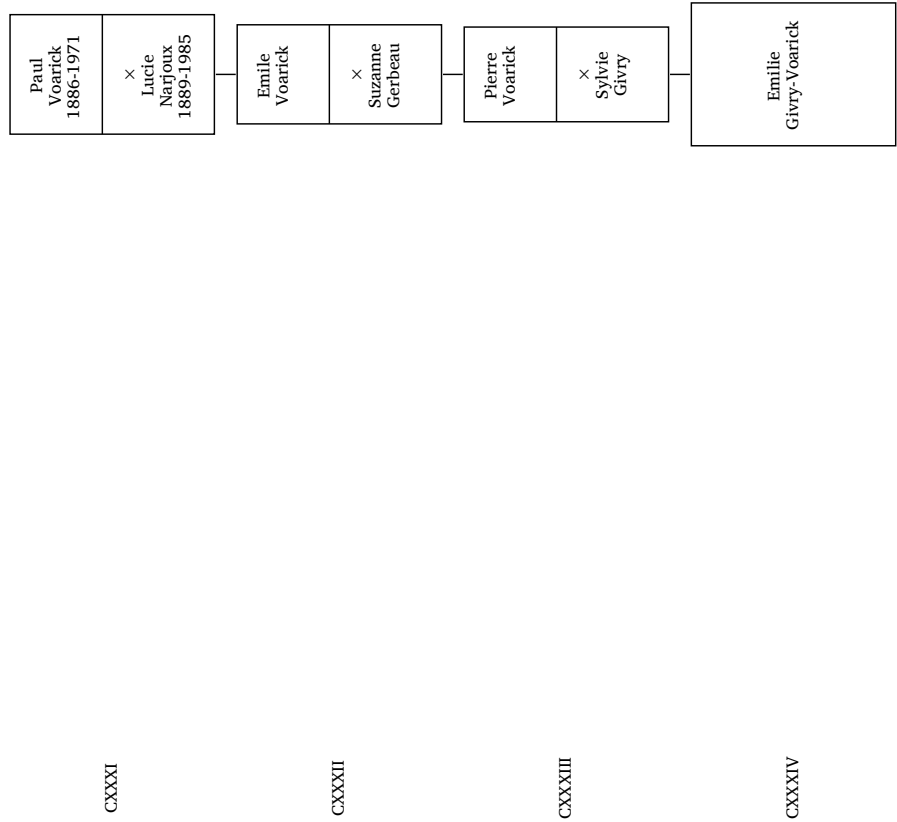 Paul
Voarick
1886-1971
×
Lucie
Narjoux
1889-1985
Emile
Voarick
×
Suzanne
Gerbeau
Pierre
Voarick
×
Sylvie
Givry
Emilie
Givry-Voarick
CXXXI
CXXXII
CXXXIII
CXXXIV